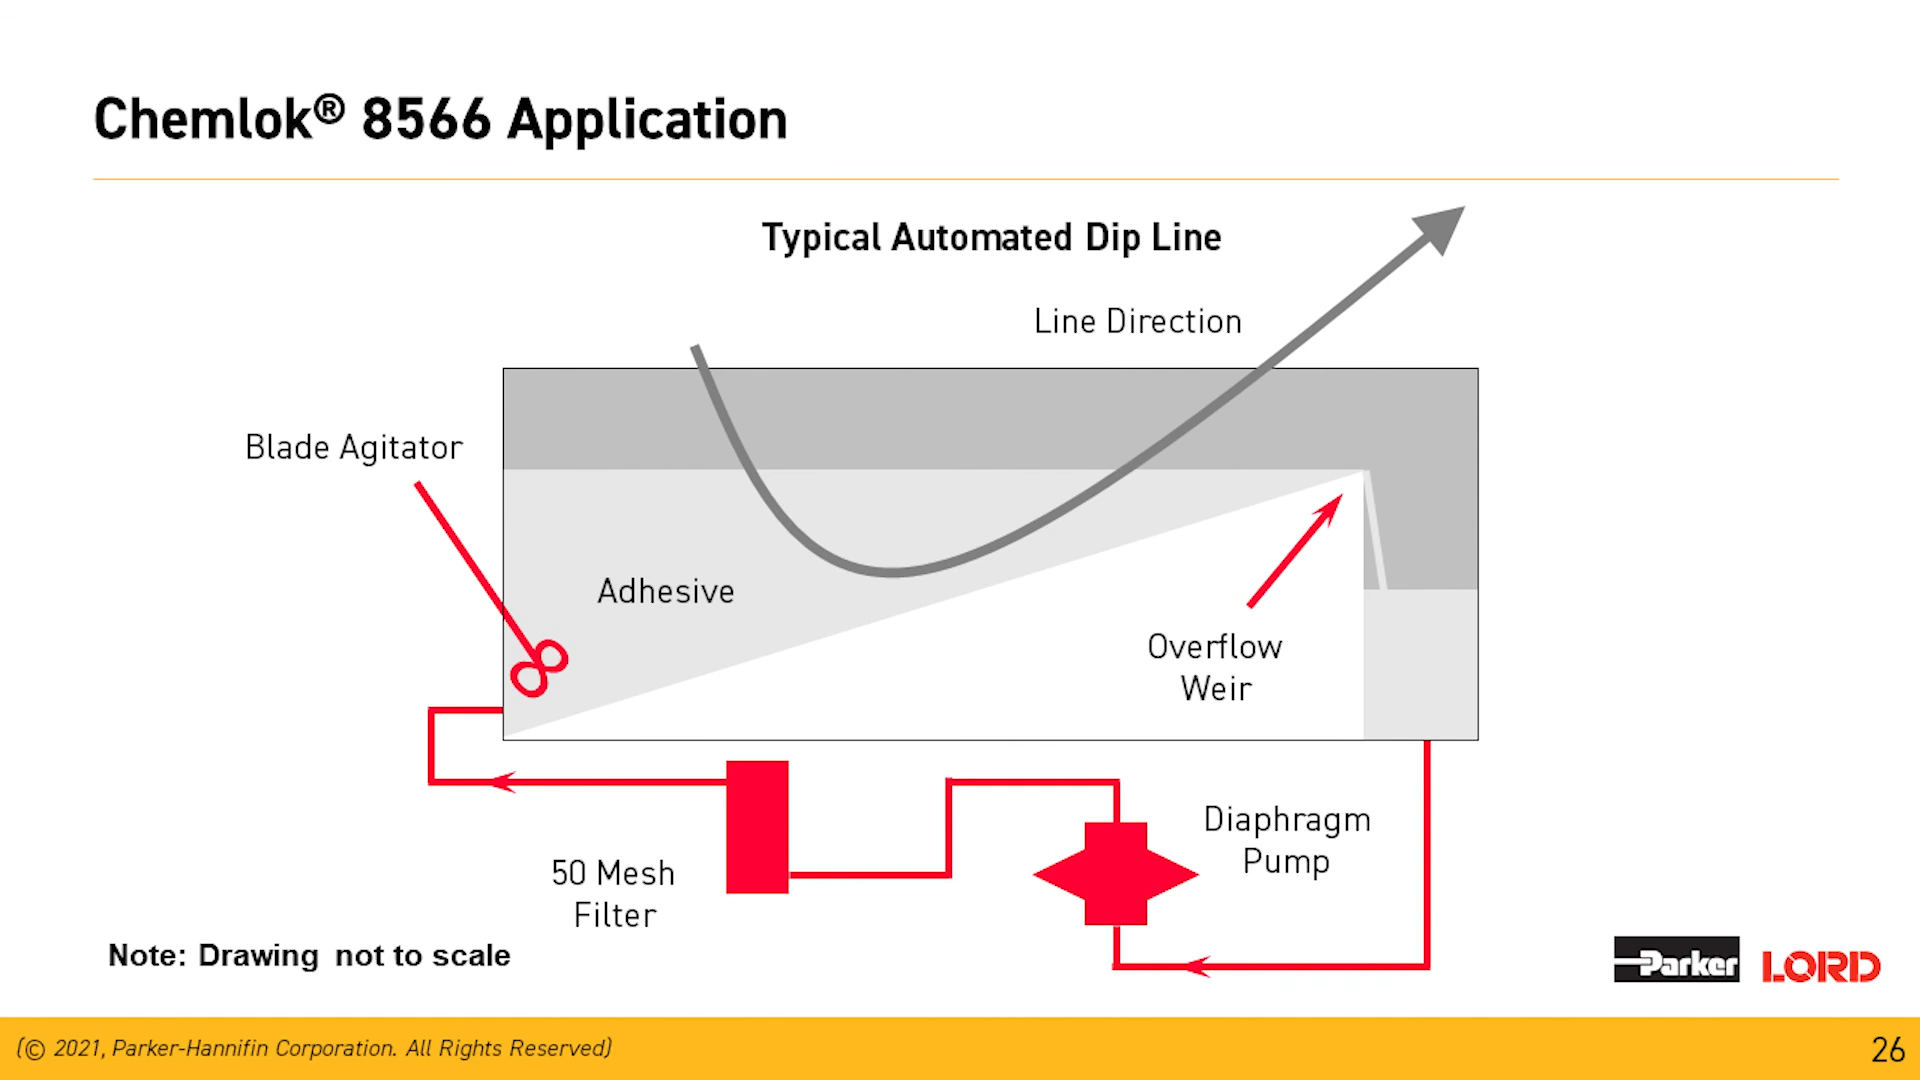 Chemlok® 8566 Application
Typical Automated Dip Line
Line Direction
Blade Agitator
Adhesive
Overflow
Weir
Diaphragm
Pump
50 Mesh
Filter
Note: Drawing not to scale
Parker LORD
(© 2021, Parker-Hannifin Corporation. All Rights Reserved)
26